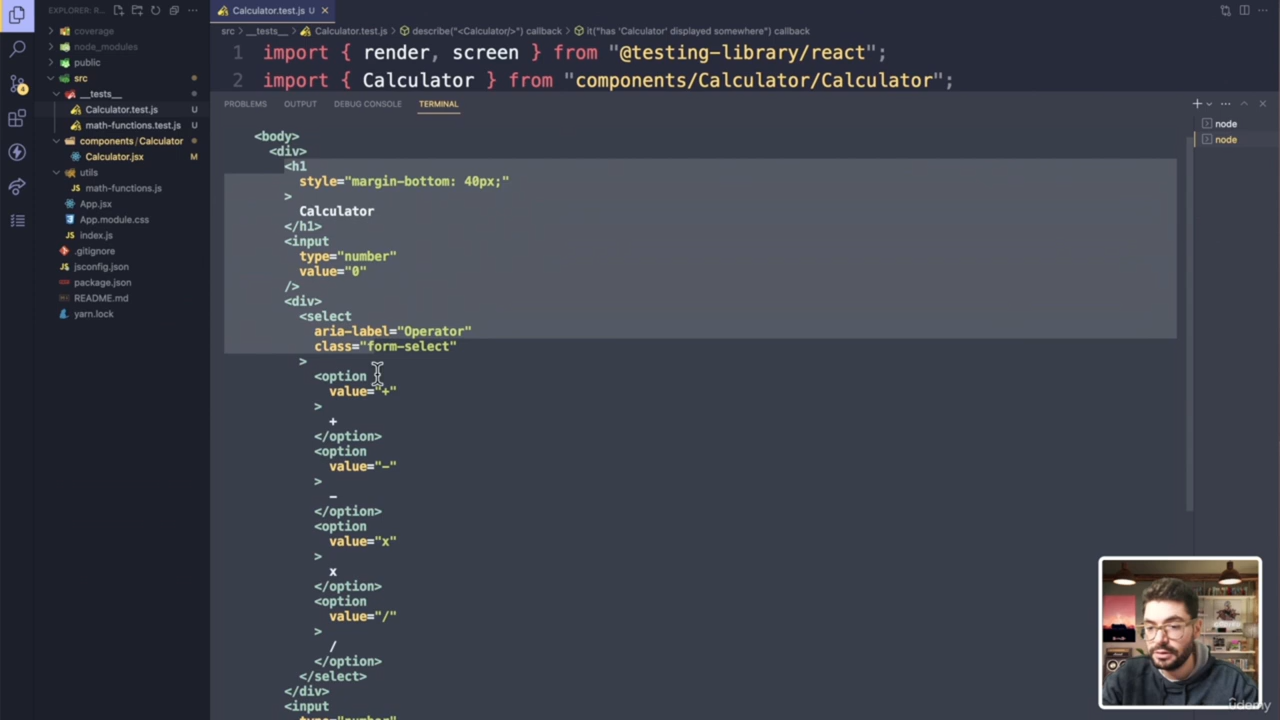 EXPLORER: R...
Calculator.test.js U
coverage
node_modules
public
src
__tests__
Calculator.test.js U
math-functions.test.js U
components/Calculator
Calculator.jsx M
utils
math-functions.js
App.jsx
App.module.css
index.js
.gitignore
jsconfig.json
package.json
README.md
yarn.lock
4
src > __tests__ > Calculator.test.js > describe("<Calculator/>") callback > it("has 'Calculator' displayed somewhere") callback
1 import { render, screen } from "@testing-library/react";
2 import { Calculator } from "components/Calculator/Calculator";
PROBLEMS OUTPUT DEBUG CONSOLE TERMINAL
node
node
<body>
<div>
<h1
style="margin-bottom: 40px;"
>
Calculator
</h1>
<input
type="number"
value="0"
/>
<div>
<select
aria-label="Operator"
class="form-select"
>
<option
value="+"
>
+
</option>
<option
value="-"
>
-
</option>
<option
value="x"
>
x
</option>
<option
value="/"
>
/
</option>
</select>
</div>
<input
type="number"
udemy